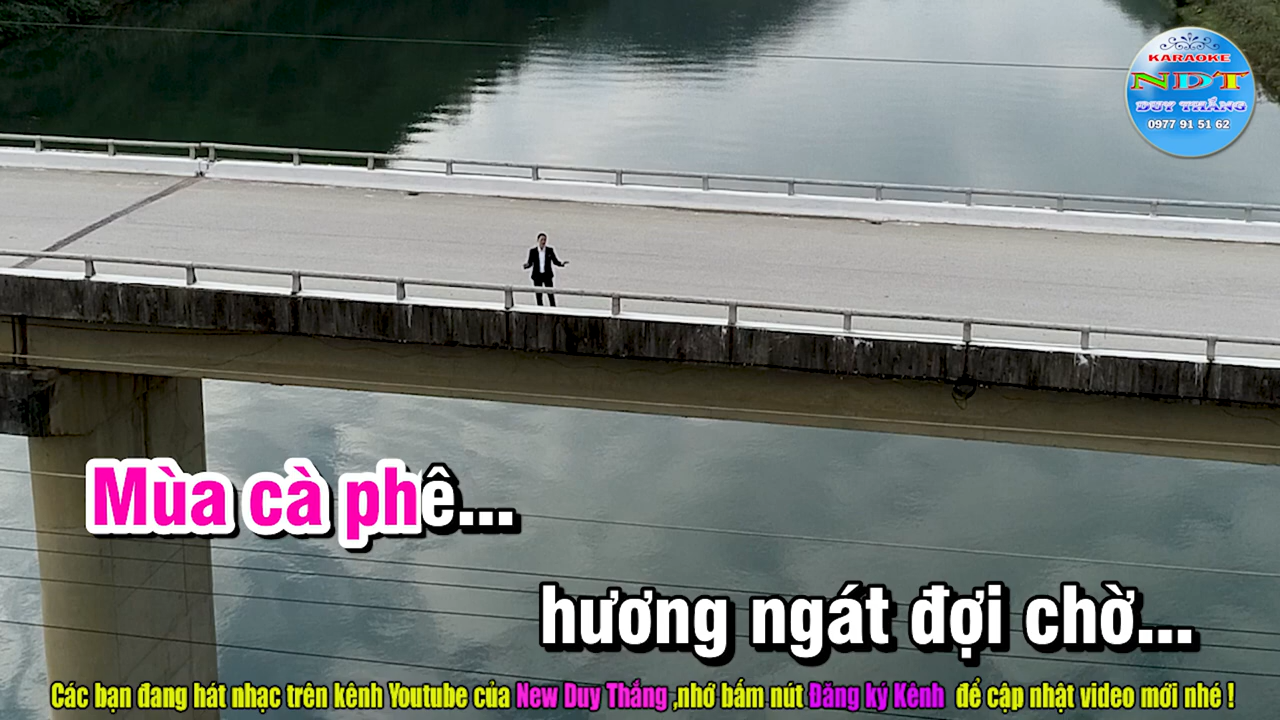 KARAOKE
NDT
DUY THẮNG
0977 91 51 62
Mùa cà phê...
hương ngát đợi chờ...
Các bạn đang hát nhạc trên kênh Youtube của New Duy Thắng ,nhớ bấm nút Đăng ký Kênh để cập nhật video mới nhé !